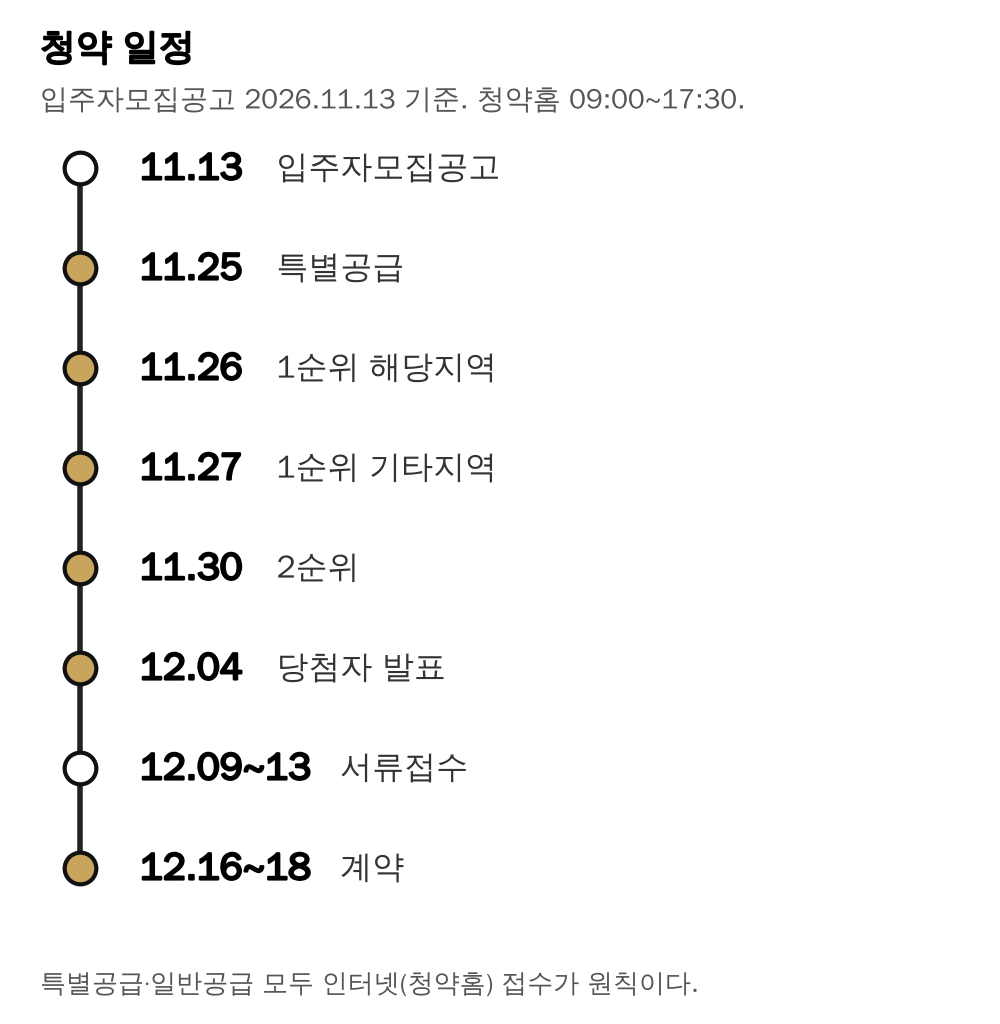 청약 일정
입주자모집공고 2026.11.13 기준. 청약홈 09:00~17:30.
11.13 입주자모집공고
11.25 특별공급
11.26 1순위 해당지역
11.27 1순위 기타지역
11.30 2순위
12.04 당첨자 발표
12.09~13 서류접수
12.16~18 계약
특별공급·일반공급 모두 인터넷(청약홈) 접수가 원칙이다.